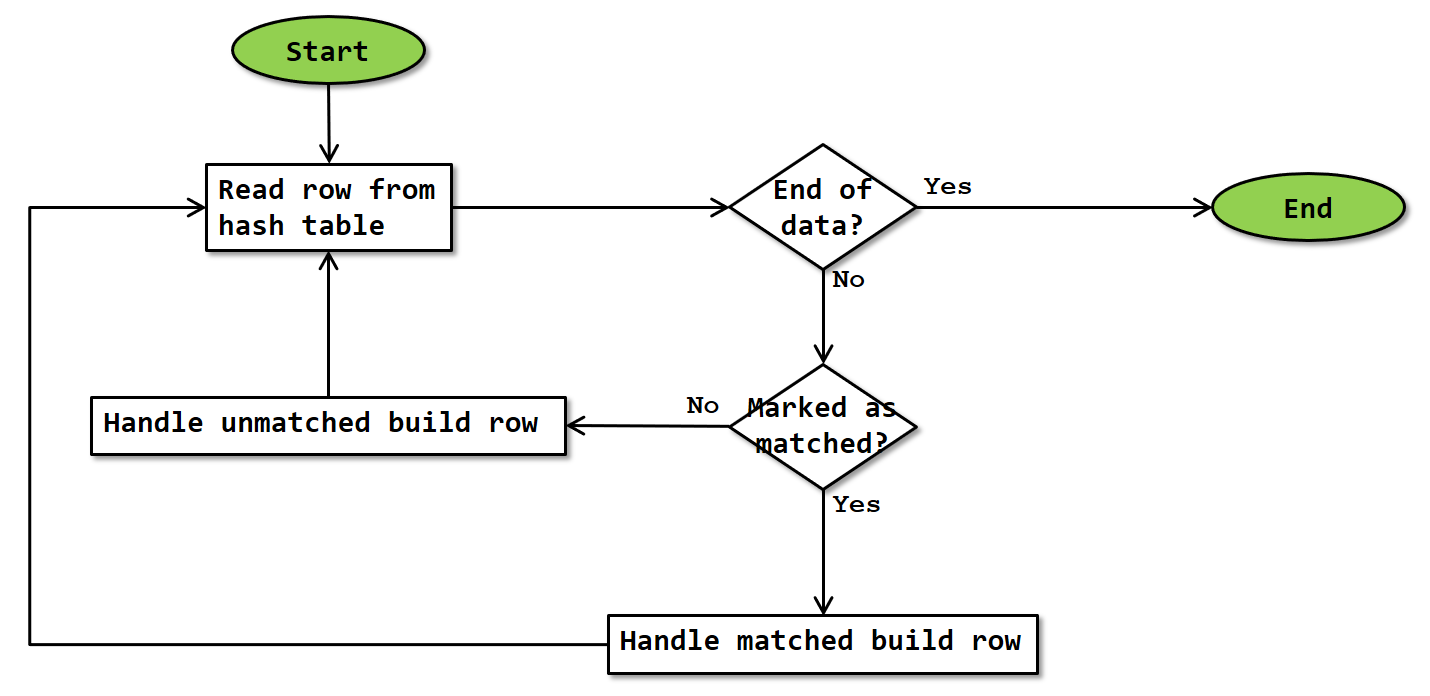 Start
Read row from
hash table
End of
data?
Yes
End
No
Marked as
matched?
No
Handle unmatched build row
Yes
Handle matched build row